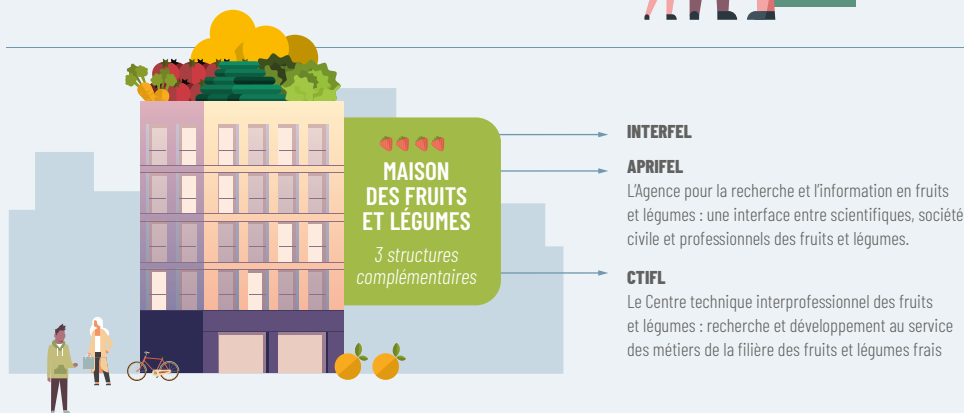 MAISON
DES FRUITS
ET LÉGUMES
3 structures
complémentaires
INTERFEL
APRIFEL
L'Agence pour la recherche et l'information en fruits
et légumes : une interface entre scientifiques, société
civile et professionnels des fruits et légumes.
CTIFL
Le Centre technique interprofessionnel des fruits
et légumes : recherche et développement au service
des métiers de la filière des fruits et légumes frais